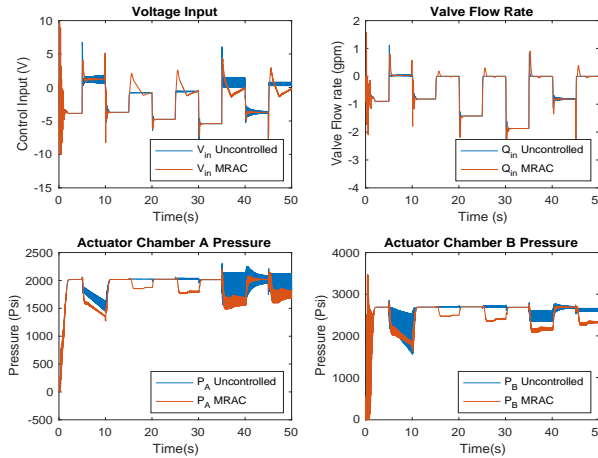 Voltage Input
10
5
0
-5
-10
-15
Control Input (V)
V_in Uncontrolled
V_in MRAC
0 10 20 30 40 50
Time(s)
Valve Flow Rate
2
1
0
-1
-2
-3
-4
Valve Flow rate (gpm)
Q_in Uncontrolled
Q_in MRAC
0 10 20 30 40 50
Time (s)
Actuator Chamber A Pressure
2500
2000
1500
1000
500
0
-500
Pressure (Psi)
P_A Uncontrolled
P_A MRAC
0 10 20 30 40 50
Time(s)
Actuator Chamber B Pressure
4000
3000
2000
1000
0
Pressure (Psi)
P_B Uncontrolled
P_B MRAC
0 10 20 30 40 50
Time(s)